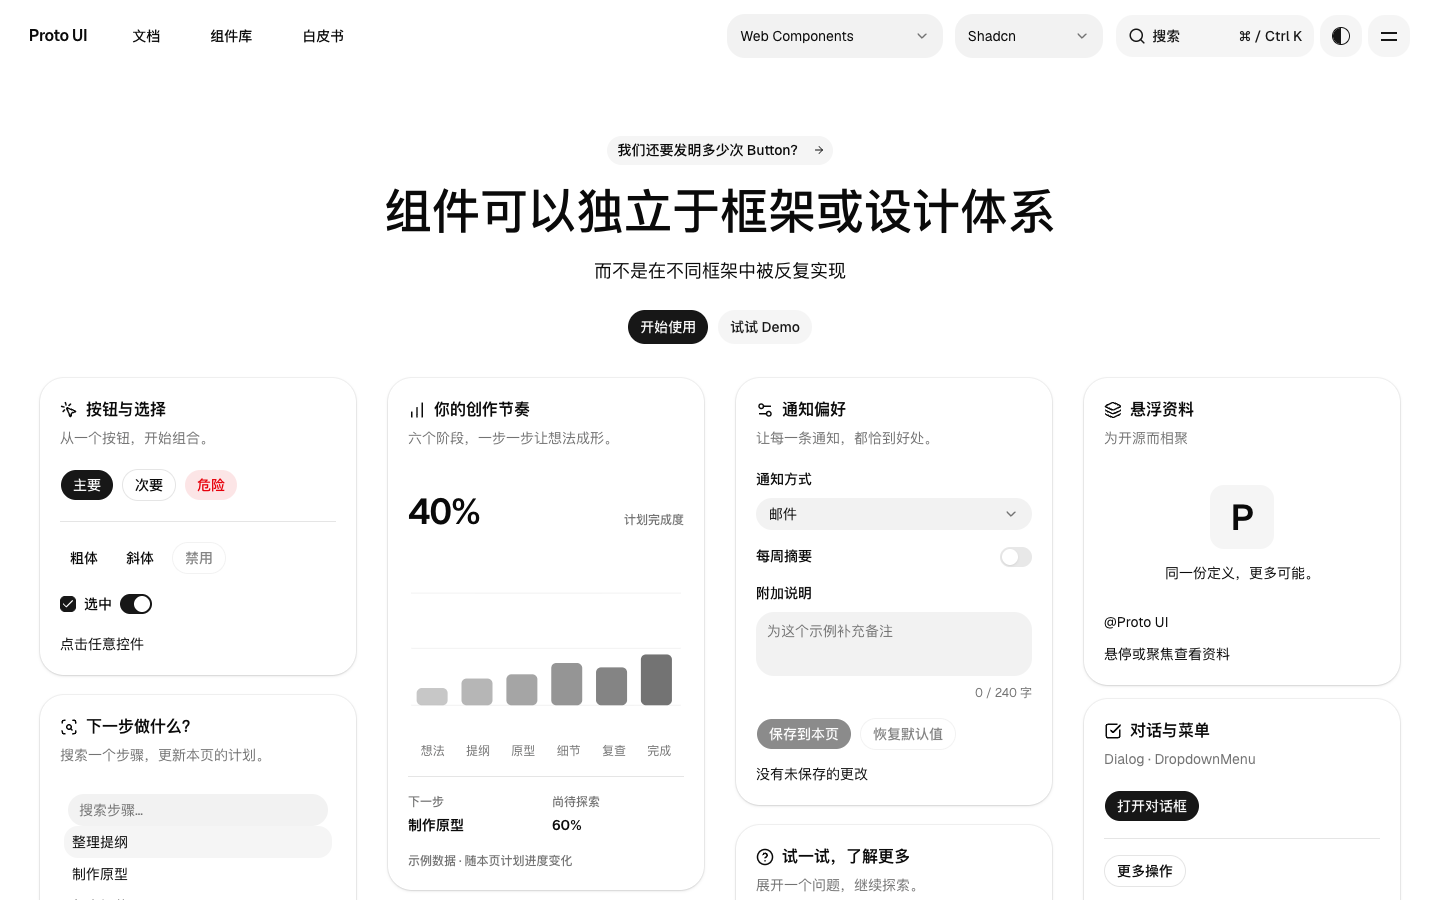 Proto UI
文档
组件库
白皮书
Web Components
Shadcn
搜索
⌘ / Ctrl K
我们还要发明多少次 Button?
组件可以独立于框架或设计体系
而不是在不同框架中被反复实现
开始使用
试试 Demo
按钮与选择
从一个按钮，开始组合。
主要
次要
危险
粗体
斜体
禁用
选中
点击任意控件
下一步做什么?
搜索一个步骤，更新本页的计划。
搜索步骤...
整理提纲
制作原型
你的创作节奏
六个阶段，一步一步让想法成形。
40%
计划完成度
想法
提纲
原型
细节
复查
完成
下一步
尚待探索
制作原型
60%
示例数据 · 随本页计划进度变化
通知偏好
让每一条通知，都恰到好处。
通知方式
邮件
每周摘要
附加说明
为这个示例补充备注
0 / 240 字
保存到本页
恢复默认值
没有未保存的更改
试一试，了解更多
展开一个问题，继续探索。
悬浮资料
为开源而相聚
P
同一份定义，更多可能。
@Proto UI
悬停或聚焦查看资料
对话与菜单
Dialog · DropdownMenu
打开对话框
更多操作